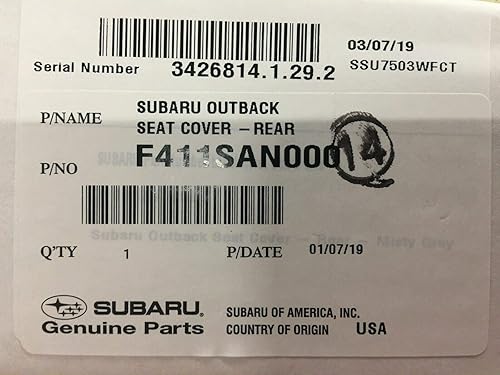 03/07/19
Serial Number 3426814.1.29.2 SSU7503WFCT
P/NAME SUBARU OUTBACK
SEAT COVER - REAR
P/NO F411SAN000 14
Subaru Outback Seat Cover - Rear - Misty Grey
Q'TY 1 P/DATE 01/07/19
SUBARU® SUBARU OF AMERICA, INC.
Genuine Parts COUNTRY OF ORIGIN USA